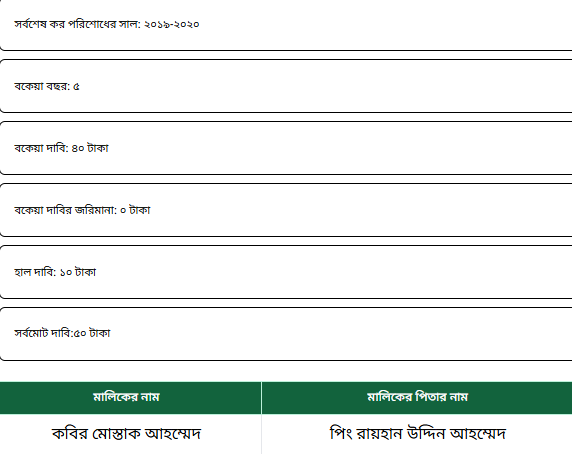 সর্বশেষ কর পরিশোধের সাল: ২০১৯-২০২০
বকেয়া বছর: ৫
বকেয়া দাবি: ৪০ টাকা
বকেয়া দাবির জরিমানা: ০ টাকা
হাল দাবি: ১০ টাকা
সর্বমোট দাবি:৫০ টাকা
মালিকের নাম মালিকের পিতার নাম
কবির মোস্তাক আহম্মেদ পিং রায়হান উদ্দিন আহম্মেদ